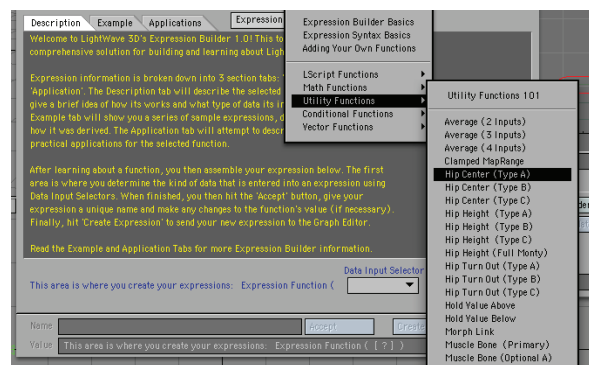 Description
Example
Applications
Expression
Welcome to LightWave 3D's Expression Builder 1.0! This to
comprehensive solution for building and learning about Ligh
Expression information is broken down into 3 section tabs: '
'Application'. The Description tab will describe the selected
give a brief idea of how its works and what type of data its ir
Example tab will show you a series of sample expressions, d
how it was derived. The Application tab will attempt to descr
practical applications for the selected function.
After learning about a function, you then assemble your expression below. The first
area is where you determine the kind of data that is entered into an expression using
Data Input Selectors. When finished, you then hit the 'Accept' button, give your
expression a unique name and make any changes to the function's value (if necessary).
Finally, hit 'Create Expression' to send your new expression to the Graph Editor.
Read the Example and Application Tabs for more Expression Builder information.
Data Input Selector
This area is where you create your expressions: Expression Function (
Name
Accept
Create
Value
This area is where you create your expressions: Expression Function ( [ ? ] )
Expression Builder Basics
Expression Syntax Basics
Adding Your Own Functions
LScript Functions
Math Functions
Utility Functions
Conditional Functions
Vector Functions
Utility Functions 101
Average (2 Inputs)
Average (3 Inputs)
Average (4 Inputs)
Clamped MapRange
Hip Center (Type A)
Hip Center (Type B)
Hip Center (Type C)
Hip Height (Type A)
Hip Height (Type B)
Hip Height (Type C)
Hip Height (Full Monty)
Hip Turn Out (Type A)
Hip Turn Out (Type B)
Hip Turn Out (Type C)
Hold Value Above
Hold Value Below
Morph Link
Muscle Bone (Primary)
Muscle Bone (Optional A)